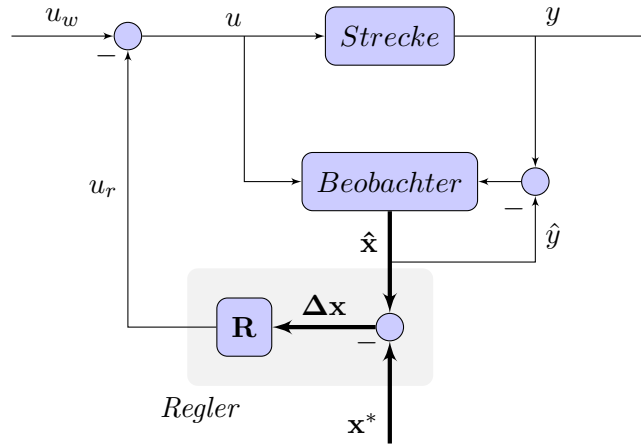 u_w
u
Strecke
y
−
Beobachter
−
u_r
x̂
ŷ
R
Δx
−
Regler
x*